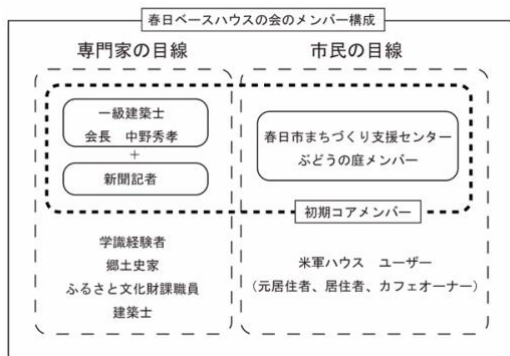 春日ベースハウスの会のメンバー構成
専門家の目線
一級建築士
会長 中野秀孝
+
新聞記者
学識経験者
郷土史家
ふるさと文化財課職員
建築士
市民の目線
春日市まちづくり支援センター
ぶどうの庭メンバー
初期コアメンバー
米軍ハウス ユーザー
(元居住者、居住者、カフェオーナー)